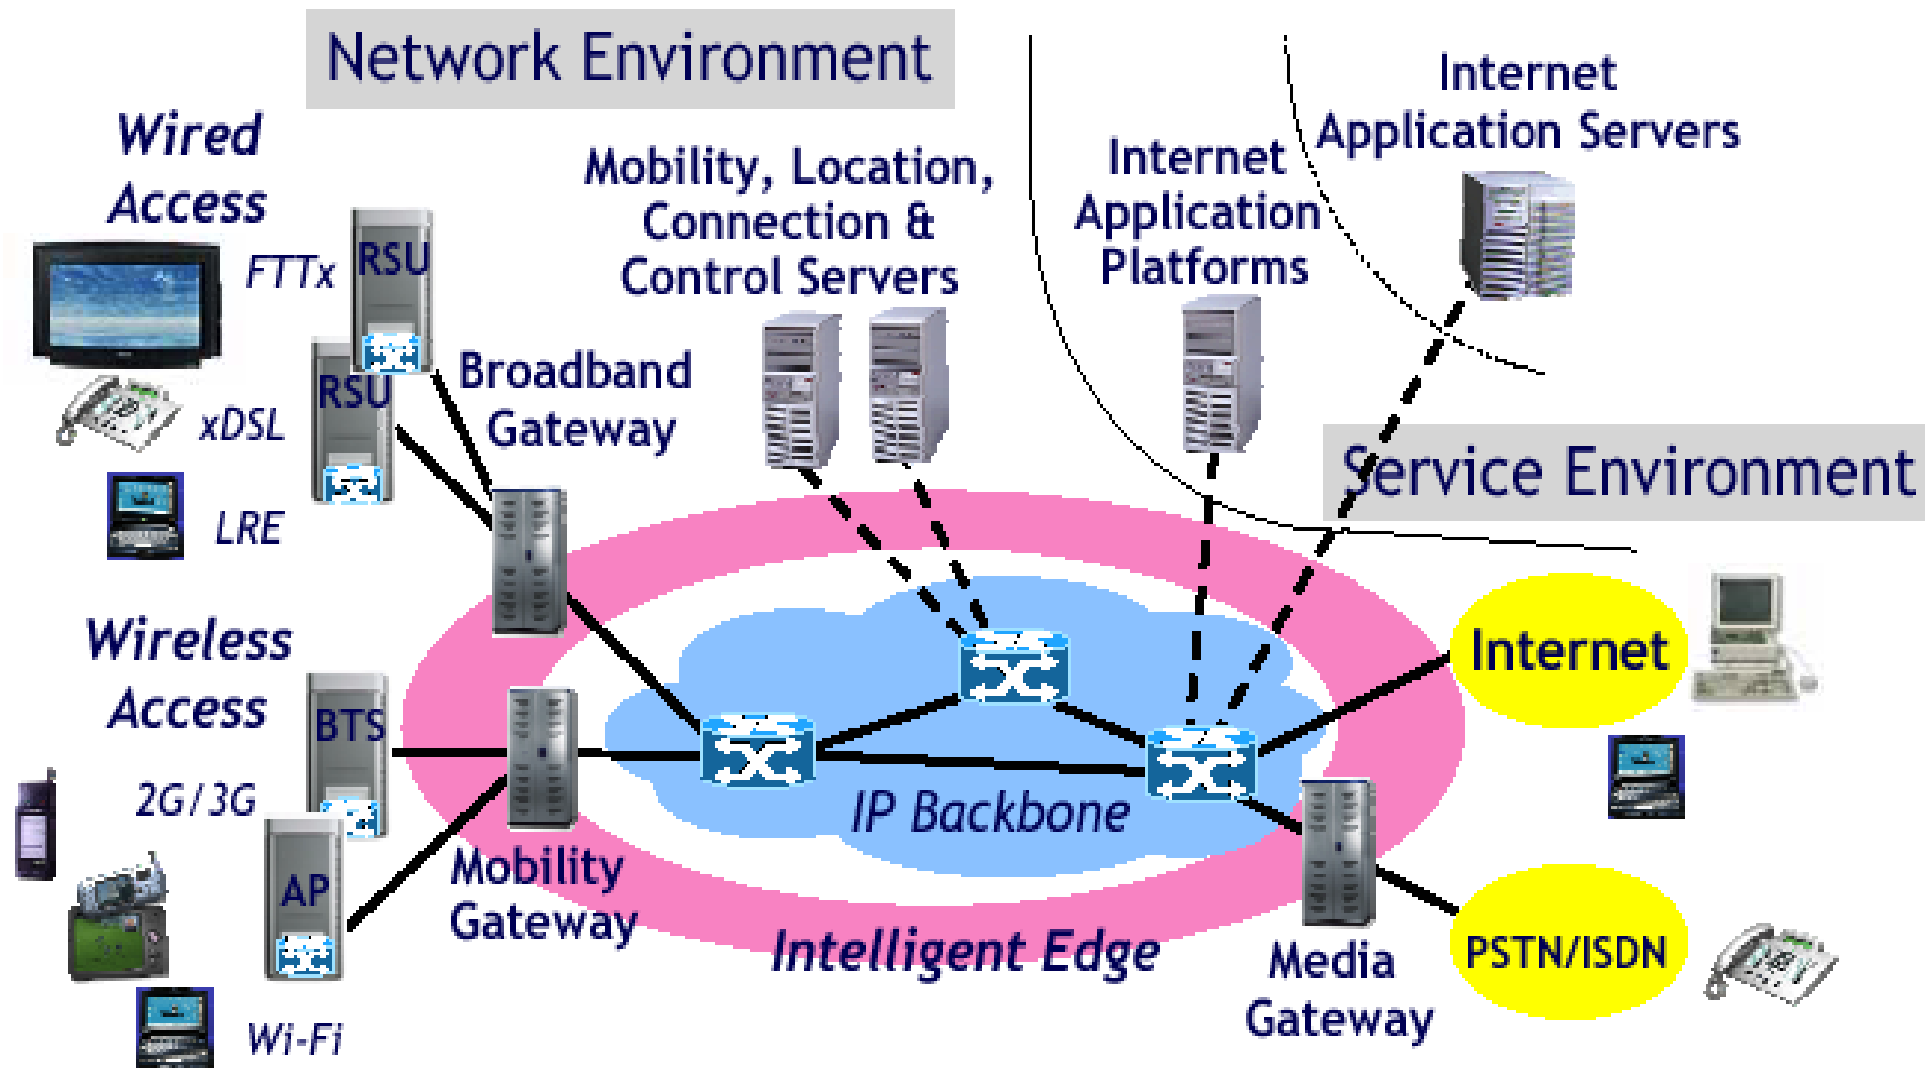 Network Environment
Internet
Application Servers
Wired
Access
Mobility, Location,
Connection &
Control Servers
Internet
Application
Platforms
FTTx
RSU
RSU
xDSL
LRE
Broadband
Gateway
Service Environment
Wireless
Access
BTS
2G/3G
AP
Wi-Fi
Mobility
Gateway
IP Backbone
Intelligent Edge
Internet
Media
Gateway
PSTN/ISDN